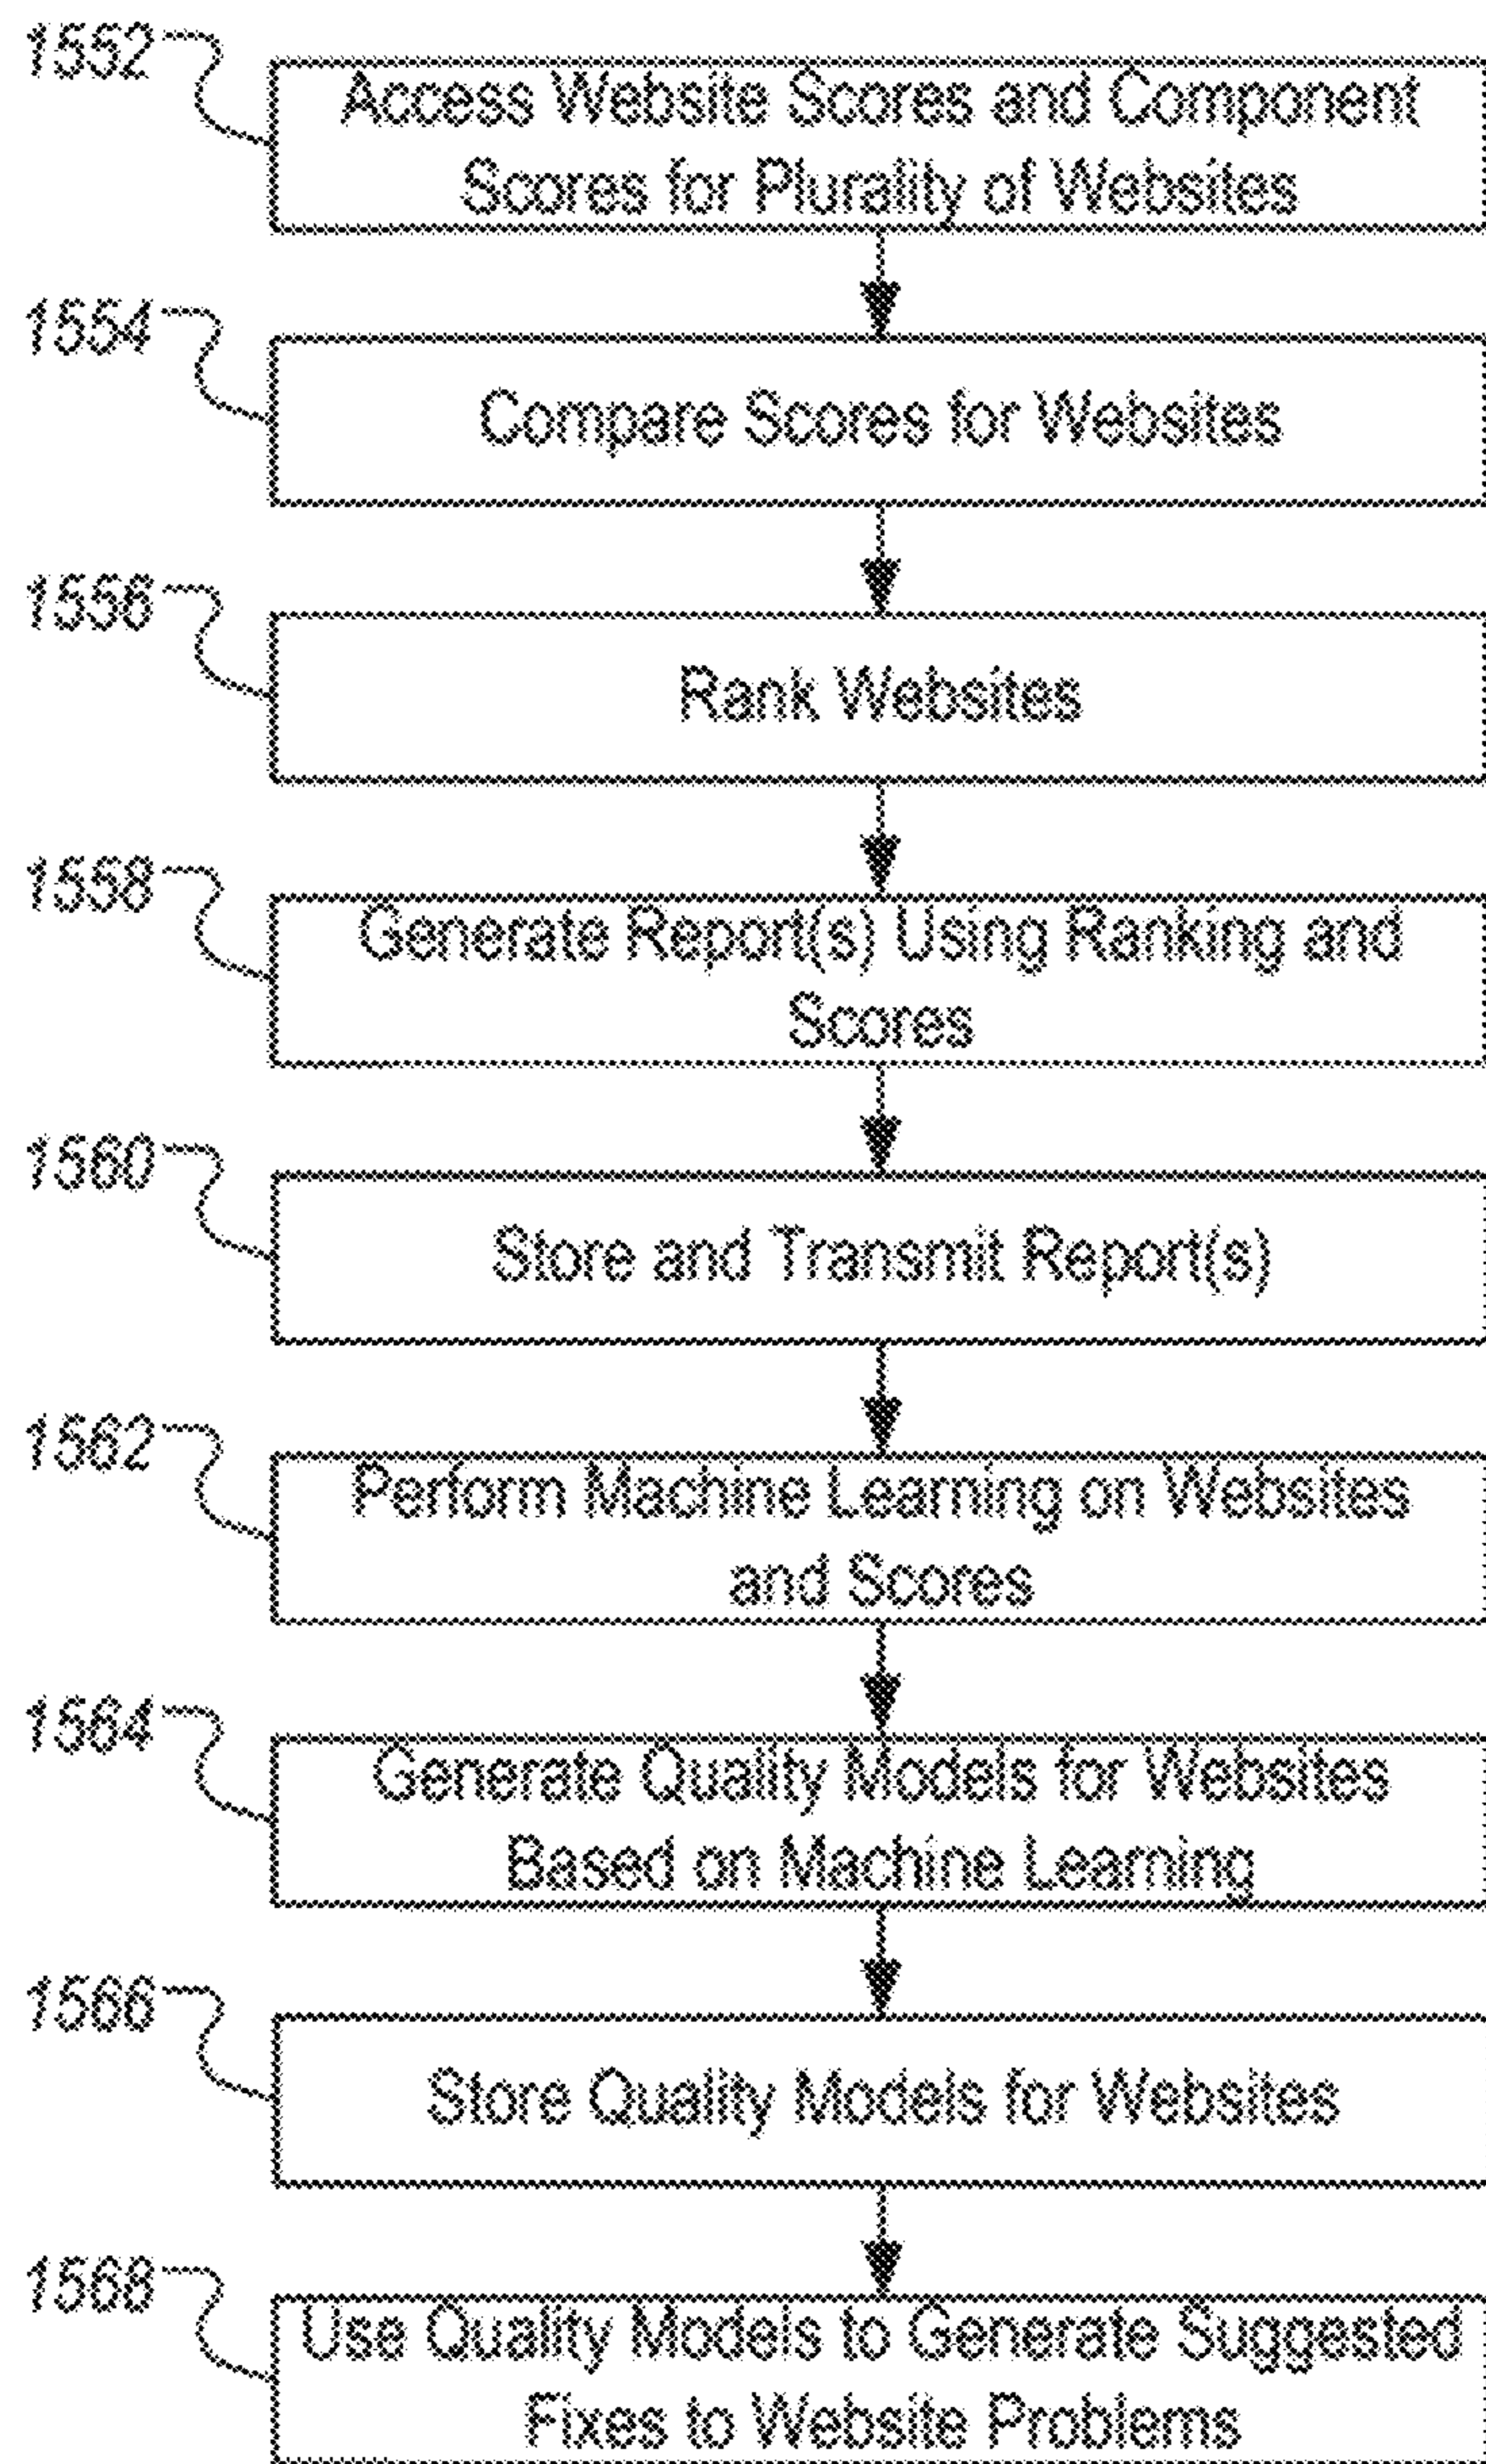 1552
Access Website Scores and Component
Scores for Plurality of Websites
1554
Compare Scores for Websites
1556
Rank Websites
1558
Generate Report(s) Using Ranking and
Scores
1560
Store and Transmit Report(s)
1562
Perform Machine Learning on Websites
and Scores
1564
Generate Quality Models for Websites
Based on Machine Learning
1566
Store Quality Models for Websites
1568
Use Quality Models to Generate Suggested
Fixes to Website Problems